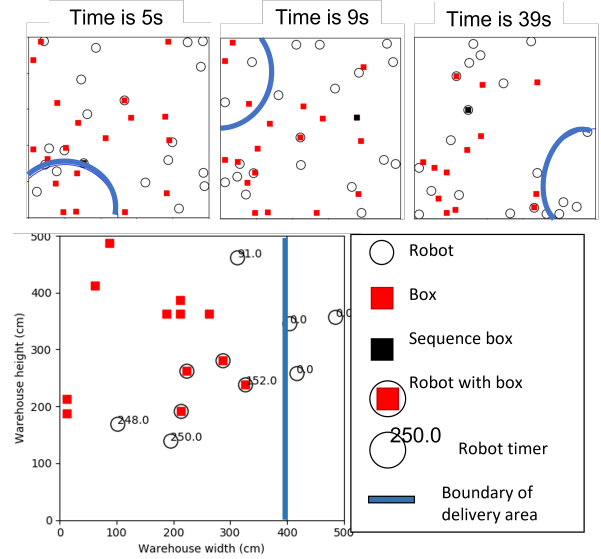 Time is 5s
Time is 9s
Time is 39s
500
400
300
200
100
0
Warehouse height (cm)
91.0
0.0
0.0
0.0
152.0
248.0
250.0
0
100
200
300
400
500
Warehouse width (cm)
Robot
Box
Sequence box
Robot with box
250.0
Robot timer
Boundary of
delivery area